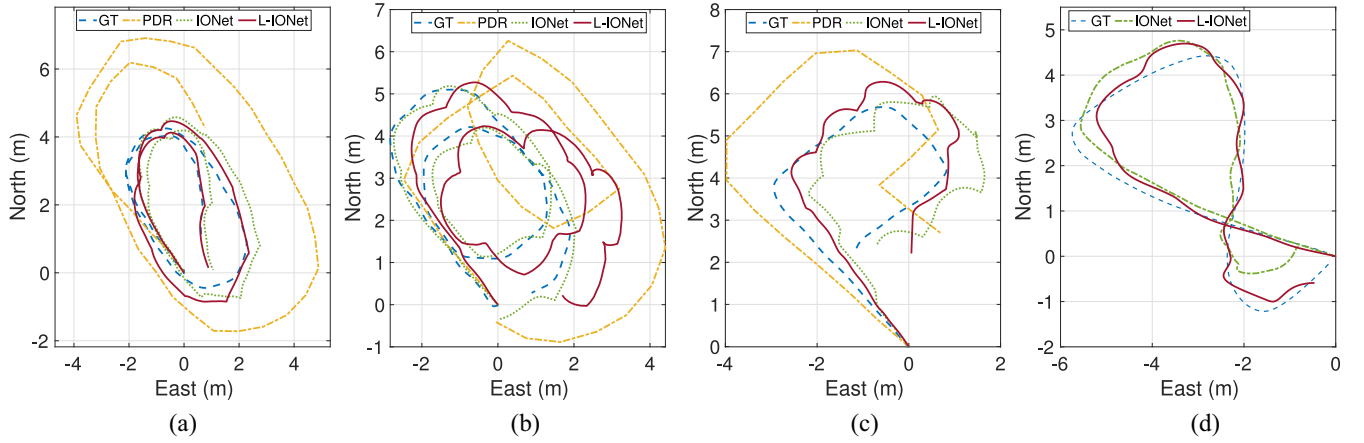 GT PDR IONet L-IONet
6
4
2
0
-2
North (m)
-4 -2 0 2 4
East (m)
(a)
GT PDR IONet L-IONet
7
6
5
4
3
2
1
0
-1
North (m)
-2 0 2 4
East (m)
(b)
GT PDR IONet L-IONet
8
7
6
5
4
3
2
1
0
North (m)
-4 -2 0 2
East (m)
(c)
GT IONet L-IONet
5
4
3
2
1
0
-1
-2
North (m)
-6 -4 -2 0
East (m)
(d)